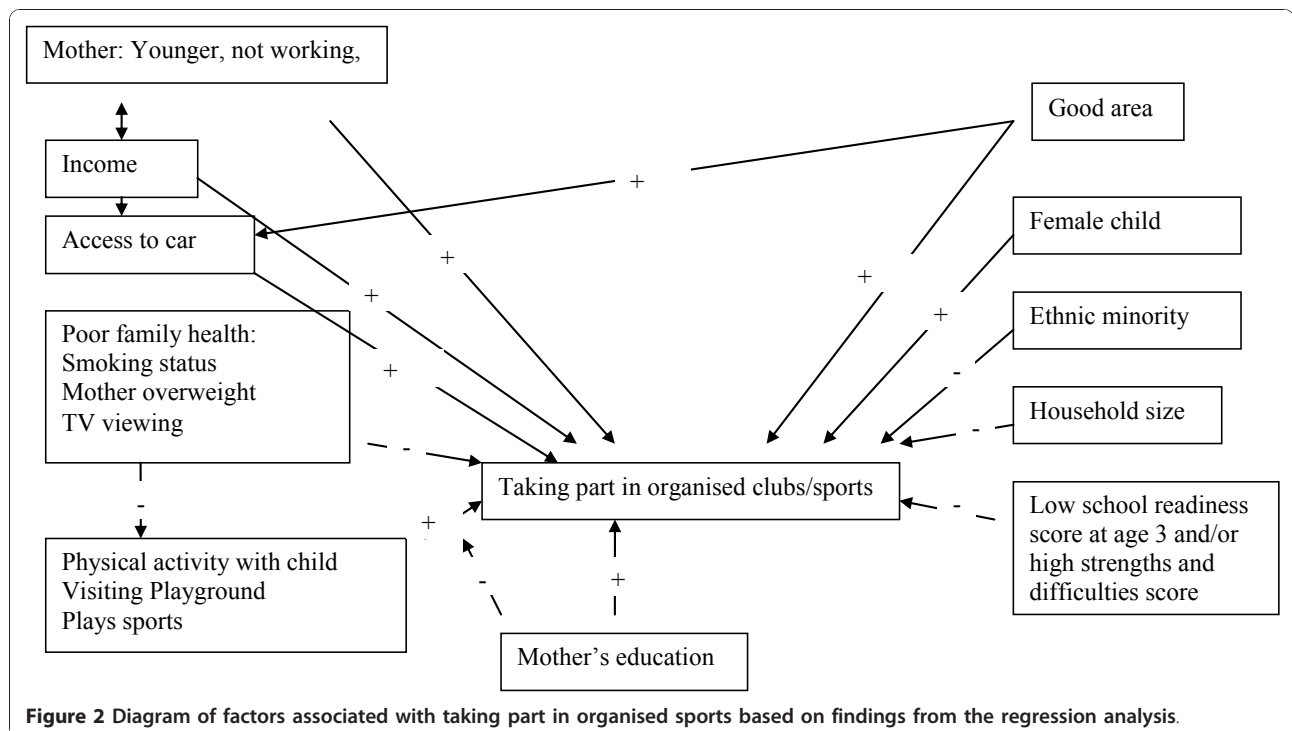 Mother: Younger, not working,
Good area
Income
+
Female child
Access to car
+
+
+
+
Ethnic minority
Poor family health:
Smoking status
Mother overweight
TV viewing
+
-
Household size
-
-
Taking part in organised clubs/sports
Low school readiness
score at age 3 and/or
high strengths and
difficulties score
-
-
+
Physical activity with child
Visiting Playground
Plays sports
-
+
Mother's education
Figure 2 Diagram of factors associated with taking part in organised sports based on findings from the regression analysis.